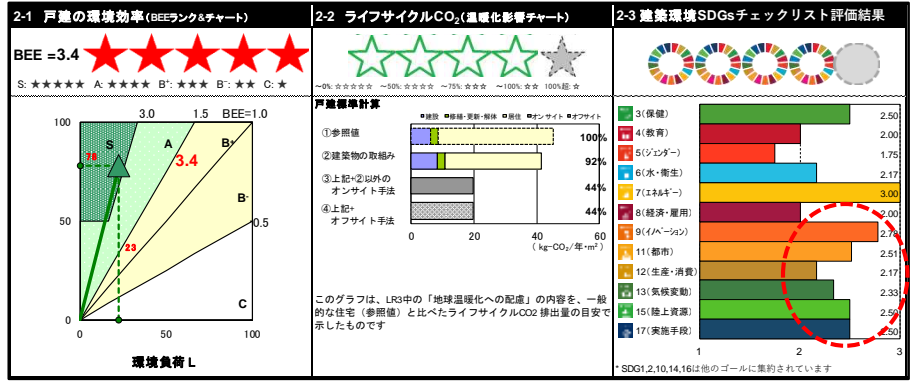 2-1 戸建の環境効率(BEEランク&チャート)
BEE =3.4
S: ★★★★★ A: ★★★★ B⁺: ★★★ B⁻: ★★ C: ★
3.0 1.5 BEE=1.0
100
S A B+
78
3.4
B-
50
0.5
23
C
0
0 50 100
環境負荷 L
2-2 ライフサイクルCO₂(温暖化影響チャート)
~0%: ☆☆☆☆☆ ~50%: ☆☆☆☆ ~75%: ☆☆☆ ~100%: ☆☆ 100%超: ☆
戸建標準計算
建設 修繕・更新・解体 居住 オンサイト オフサイト
①参照値 100%
②建築物の取組み 92%
③上記+②以外の
オンサイト手法 44%
④上記+
オフサイト手法 44%
0 20 40 60
( kg-CO₂/年・m² )
このグラフは、LR3中の「地球温暖化への配慮」の内容を、一般
的な住宅(参照値)と比べたライフサイクルCO2 排出量の目安で
示したものです
2-3 建築環境SDGsチェックリスト評価結果
3(保健) 2.50
4(教育) 2.00
5(ジェンダー) 1.75
6(水・衛生) 2.17
7(エネルギー) 3.00
8(経済・雇用) 2.00
9(イノベーション) 2.78
11(都市) 2.51
12(生産・消費) 2.17
13(気候変動) 2.33
15(陸上資源) 2.50
17(実施手段) 2.50
1 2 3
* SDG1,2,10,14,16は他のゴールに集約されています